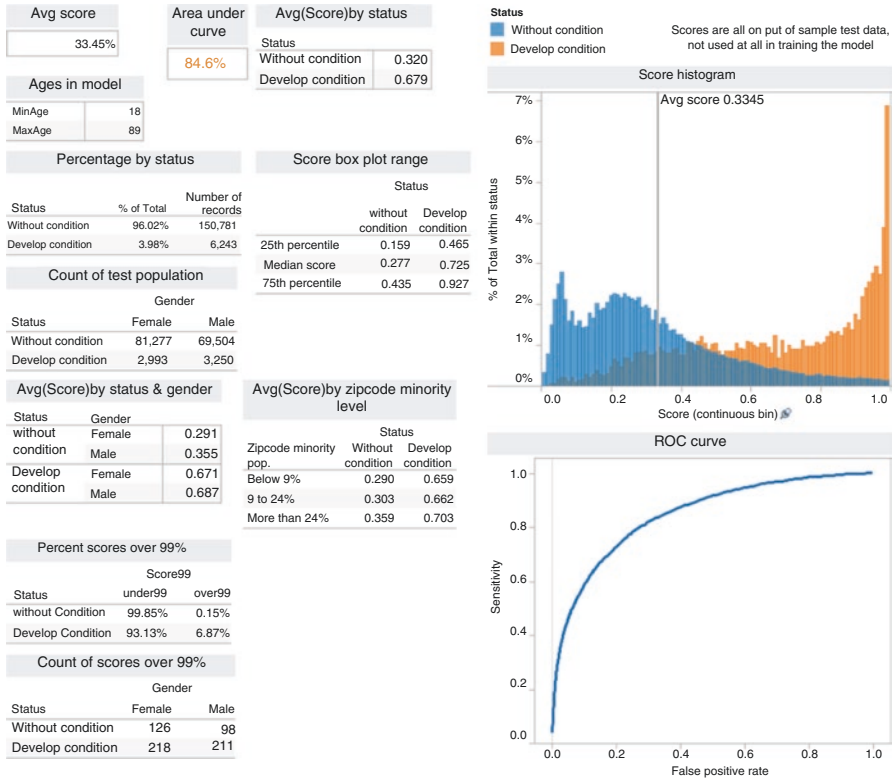 Avg score
33.45%
Area under
curve
84.6%
Avg(Score)by status
Status
Without condition 0.320
Develop condition 0.679
Ages in model
MinAge 18
MaxAge 89
Percentage by status
Status % of Total Number of
records
Without condition 96.02% 150,781
Develop condition 3.98% 6,243
Score box plot range
Status
without Develop
condition condition
25th percentile 0.159 0.465
Median score 0.277 0.725
75th percentile 0.435 0.927
Count of test population
Gender
Status Female Male
Without condition 81,277 69,504
Develop condition 2,993 3,250
Avg(Score)by status & gender
Status Gender
without
condition
Female 0.291
Male 0.355
Develop
condition
Female 0.671
Male 0.687
Avg(Score)by zipcode minority
level
Status
Zipcode minority Without Develop
pop. condition condition
Below 9% 0.290 0.659
9 to 24% 0.303 0.662
More than 24% 0.359 0.703
Percent scores over 99%
Score99
Status under99 over99
without Condition 99.85% 0.15%
Develop Condition 93.13% 6.87%
Count of scores over 99%
Gender
Status Female Male
Without condition 126 98
Develop condition 218 211
Status
Without condition
Develop condition
Scores are all on put of sample test data,
not used at all in training the model
Score histogram
Avg score 0.3345
% of Total within status
7%
6%
5%
4%
3%
2%
1%
0%
0.0 0.2 0.4 0.6 0.8 1.0
Score (continuous bin)
ROC curve
Sensitivity
1.0
0.8
0.6
0.4
0.2
0.0
0.0 0.2 0.4 0.6 0.8 1.0
False positive rate